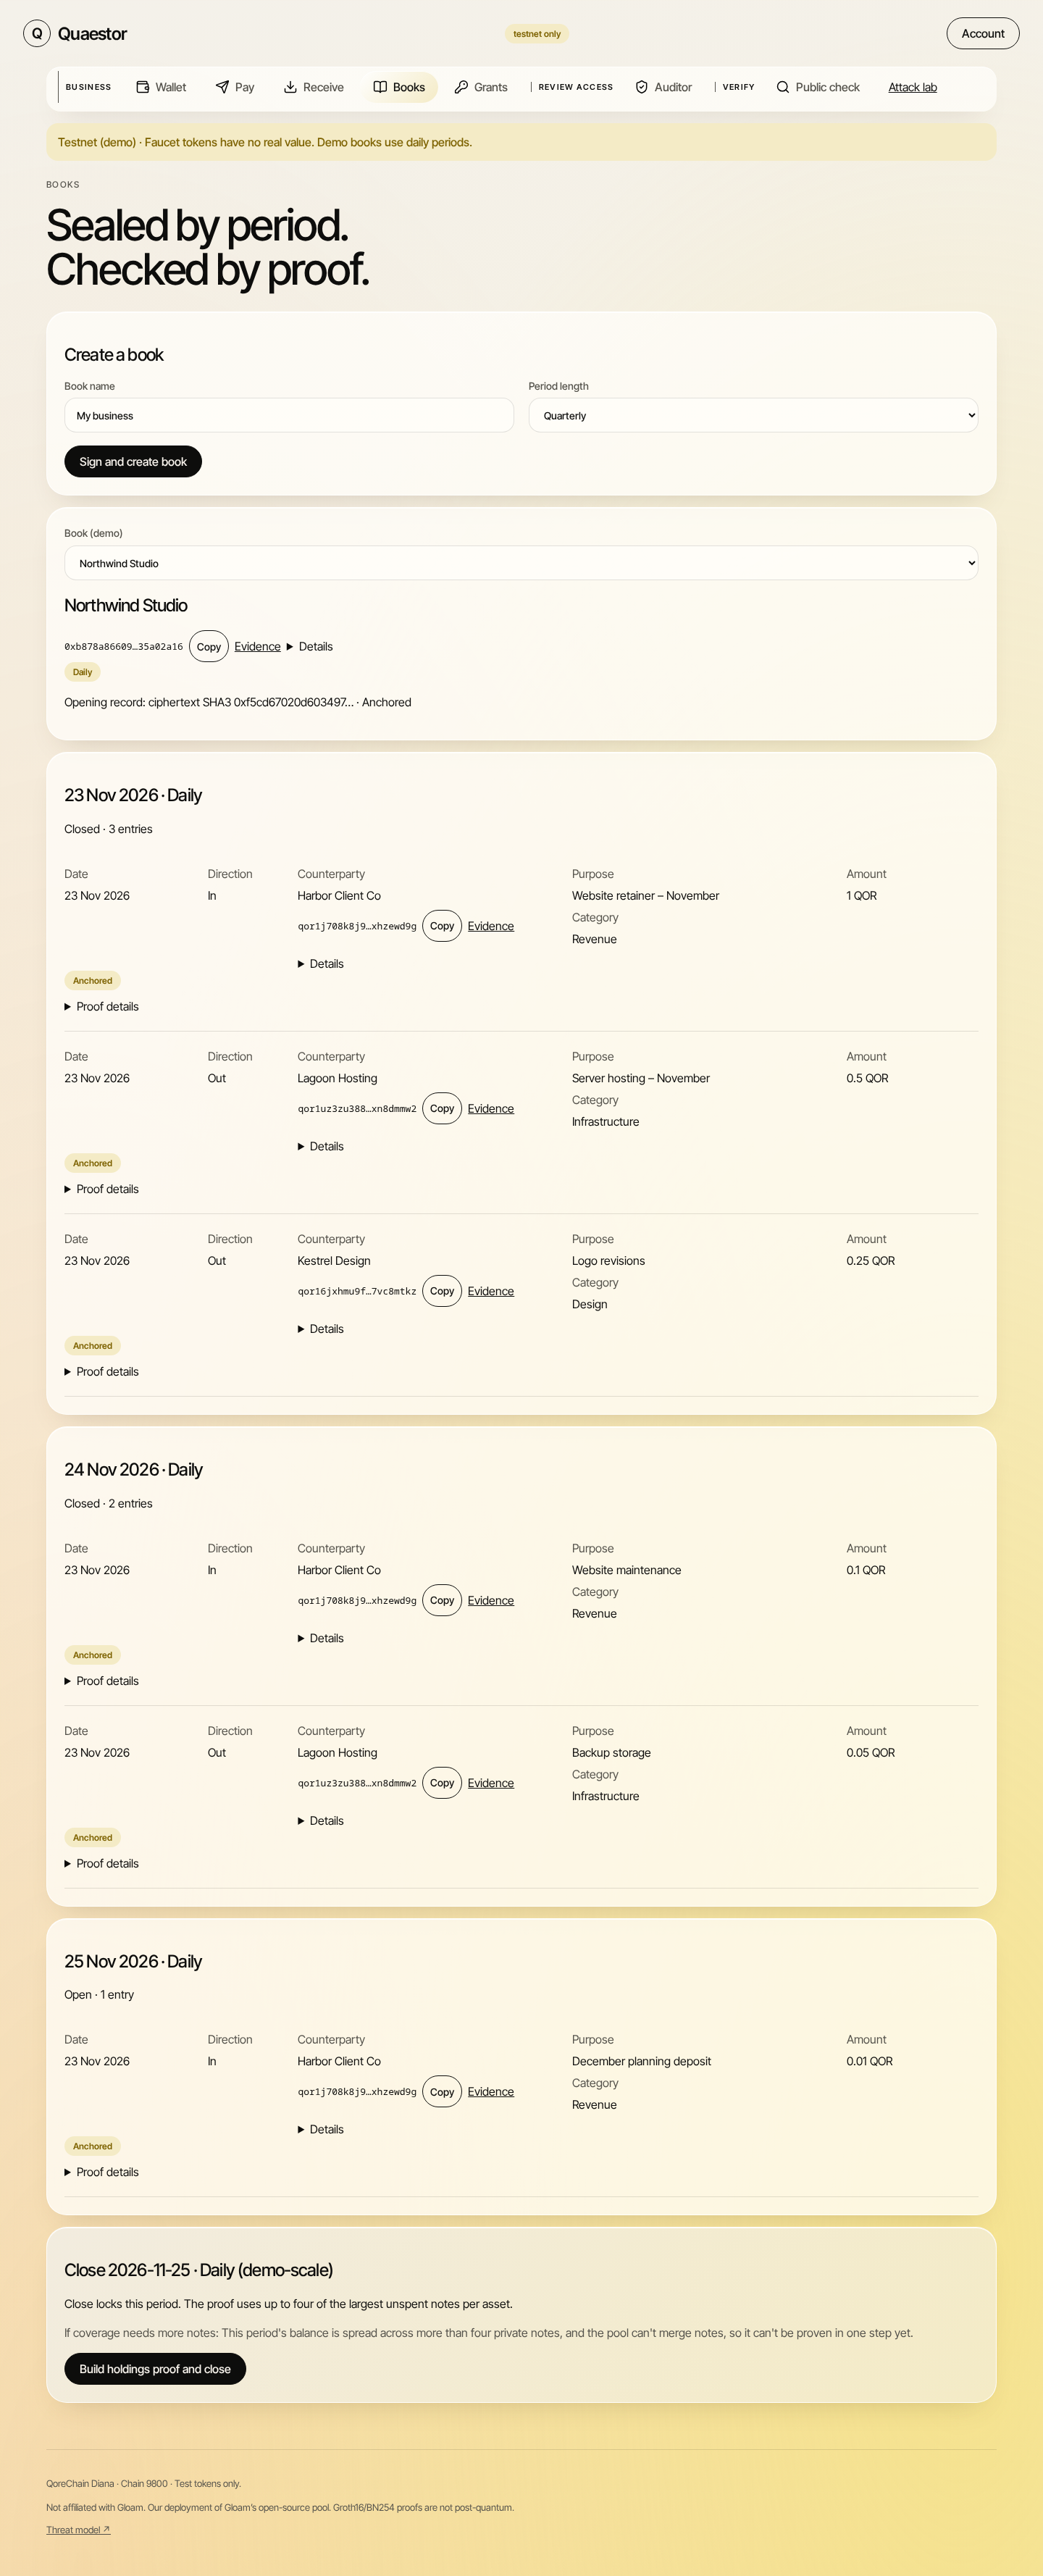 Q Quaestor
testnet only
Account
BUSINESS Wallet Pay Receive Books Grants REVIEW ACCESS Auditor VERIFY Public check Attack lab
Testnet (demo) · Faucet tokens have no real value. Demo books use daily periods.
BOOKS
Sealed by period.
Checked by proof.
Create a book
Book name Period length
My business Quarterly
Sign and create book
Book (demo)
Northwind Studio
Northwind Studio
0xb878a86609…35a02a16 Copy Evidence Details
Daily
Opening record: ciphertext SHA3 0xf5cd67020d603497… · Anchored
23 Nov 2026 · Daily
Closed · 3 entries
Date Direction Counterparty Purpose Amount
23 Nov 2026 In Harbor Client Co Website retainer – November 1 QOR
Category
qor1j708k8j9…xhzewd9g Copy Evidence
Revenue
Details
Anchored
Proof details
Date Direction Counterparty Purpose Amount
23 Nov 2026 Out Lagoon Hosting Server hosting – November 0.5 QOR
Category
qor1uz3zu388…xn8dmmw2 Copy Evidence
Infrastructure
Details
Anchored
Proof details
Date Direction Counterparty Purpose Amount
23 Nov 2026 Out Kestrel Design Logo revisions 0.25 QOR
Category
qor16jxhmu9f…7vc8mtkz Copy Evidence
Design
Details
Anchored
Proof details
24 Nov 2026 · Daily
Closed · 2 entries
Date Direction Counterparty Purpose Amount
23 Nov 2026 In Harbor Client Co Website maintenance 0.1 QOR
Category
qor1j708k8j9…xhzewd9g Copy Evidence
Revenue
Details
Anchored
Proof details
Date Direction Counterparty Purpose Amount
23 Nov 2026 Out Lagoon Hosting Backup storage 0.05 QOR
Category
qor1uz3zu388…xn8dmmw2 Copy Evidence
Infrastructure
Details
Anchored
Proof details
25 Nov 2026 · Daily
Open · 1 entry
Date Direction Counterparty Purpose Amount
23 Nov 2026 In Harbor Client Co December planning deposit 0.01 QOR
Category
qor1j708k8j9…xhzewd9g Copy Evidence
Revenue
Details
Anchored
Proof details
Close 2026-11-25 · Daily (demo-scale)
Close locks this period. The proof uses up to four of the largest unspent notes per asset.
If coverage needs more notes: This period's balance is spread across more than four private notes, and the pool can't merge notes, so it can't be proven in one step yet.
Build holdings proof and close
QoreChain Diana · Chain 9800 · Test tokens only.
Not affiliated with Gloam. Our deployment of Gloam's open-source pool. Groth16/BN254 proofs are not post-quantum.
Threat model ↗